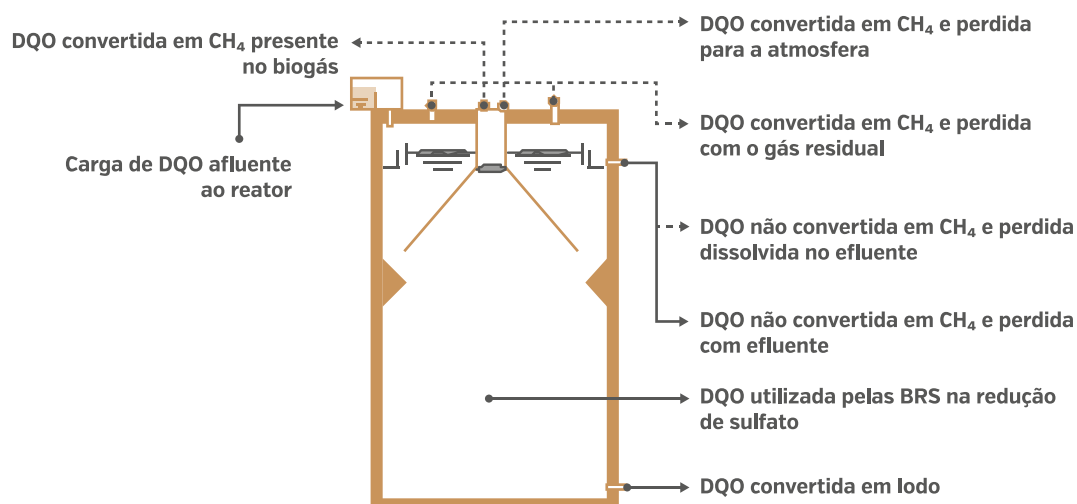 DQO convertida em CH₄ presente
no biogás
Carga de DQO afluente
ao reator
DQO convertida em CH₄ e perdida
para a atmosfera
DQO convertida em CH₄ e perdida
com o gás residual
DQO não convertida em CH₄ e perdida
dissolvida no efluente
DQO não convertida em CH₄ e perdida
com efluente
DQO utilizada pelas BRS na redução
de sulfato
DQO convertida em lodo